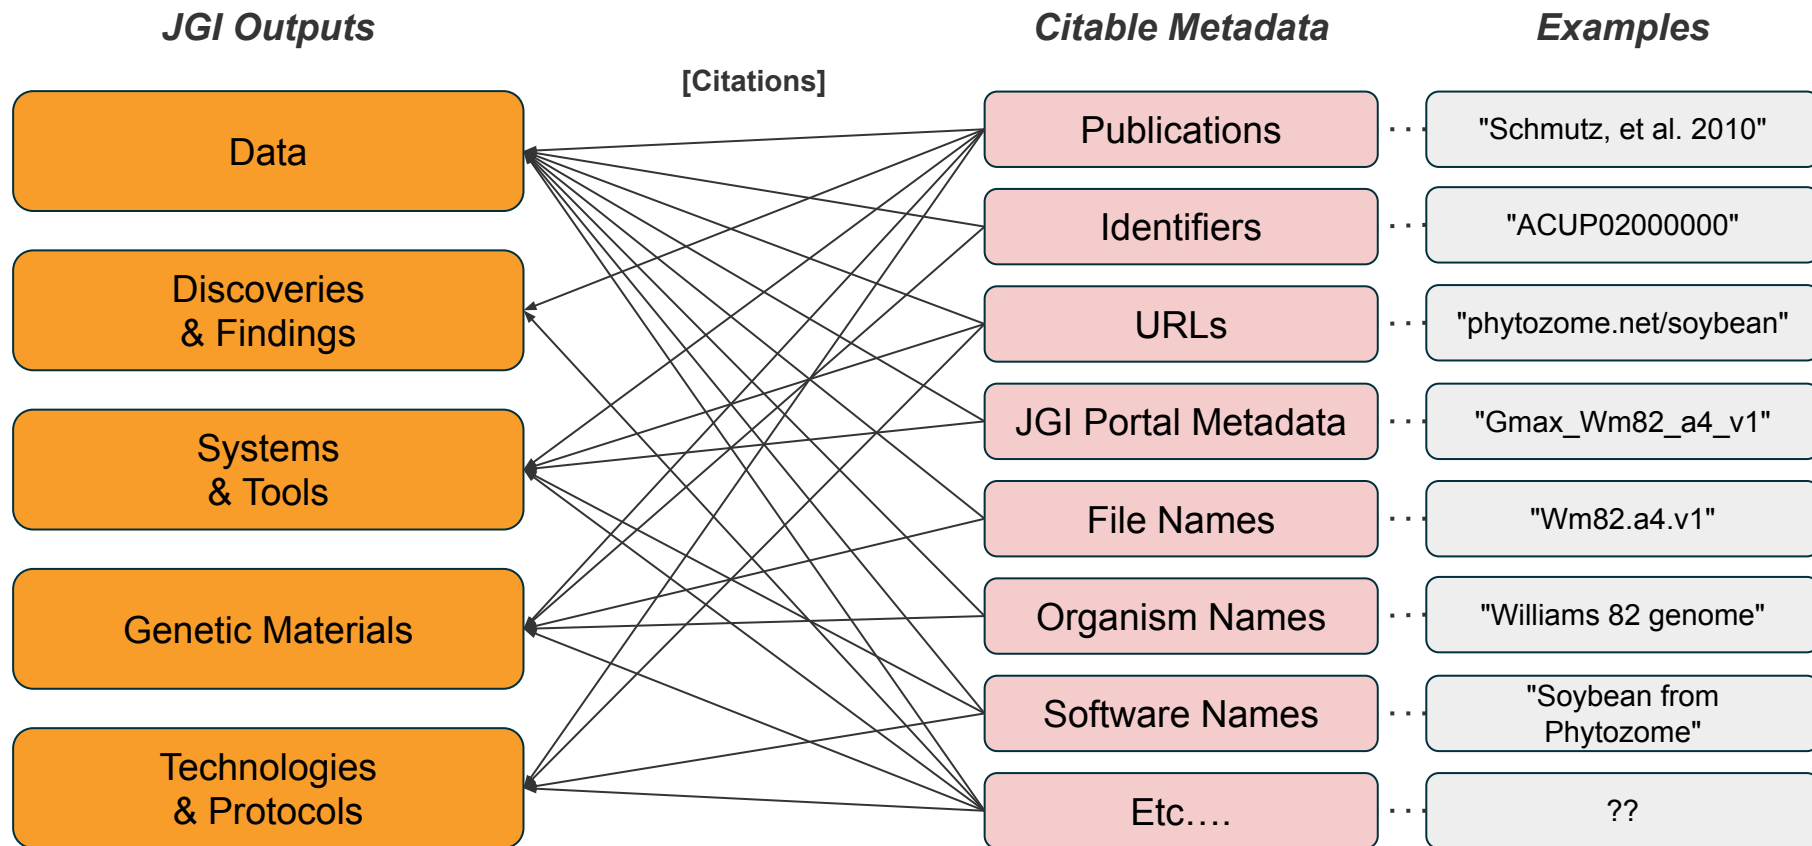 JGI Outputs
Citable Metadata
Examples
[Citations]
Data
Discoveries
& Findings
Systems
& Tools
Genetic Materials
Technologies
& Protocols
Publications
Identifiers
URLs
JGI Portal Metadata
File Names
Organism Names
Software Names
Etc....
"Schmutz, et al. 2010"
"ACUP02000000"
"phytozome.net/soybean"
"Gmax_Wm82_a4_v1"
"Wm82.a4.v1"
"Williams 82 genome"
"Soybean from
Phytozome"
??